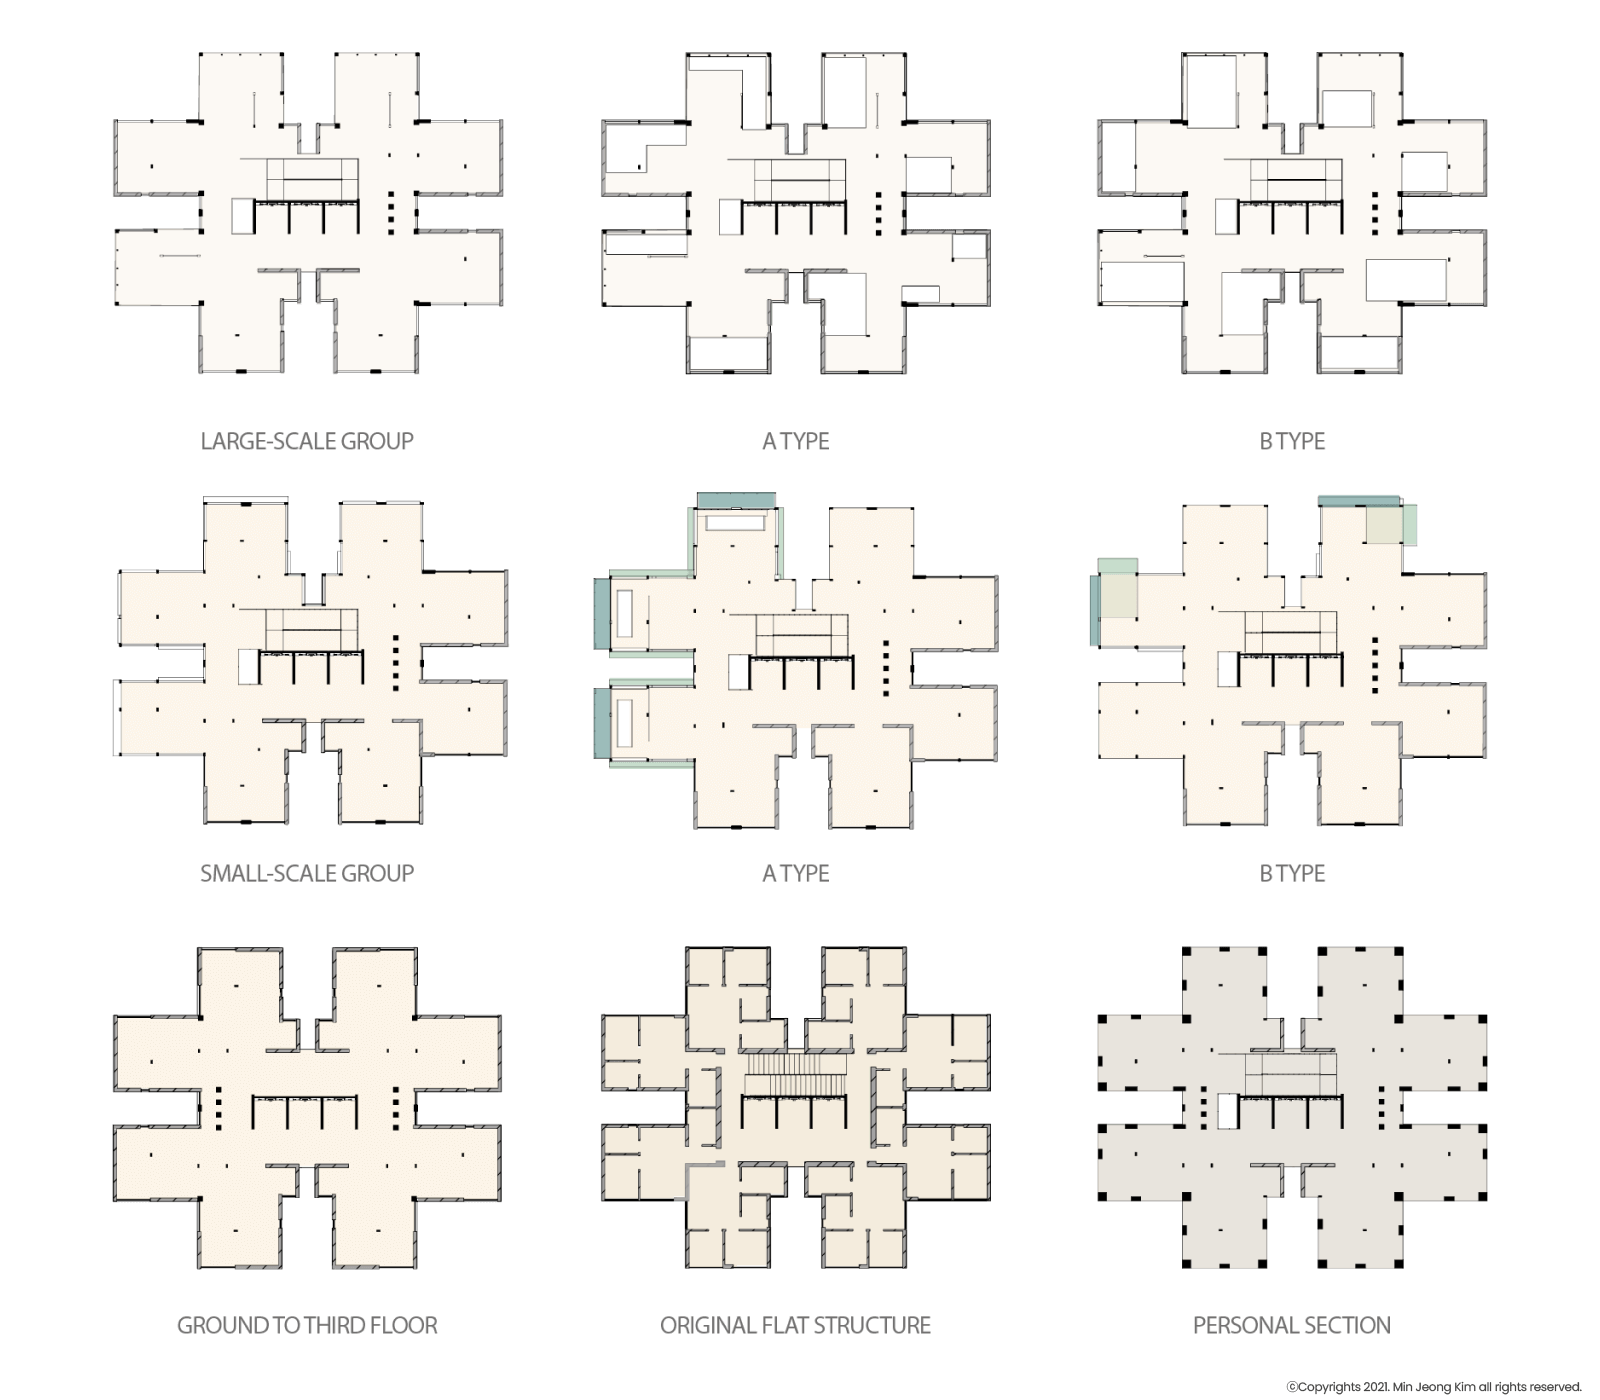 LARGE-SCALE GROUP
A TYPE
B TYPE
SMALL-SCALE GROUP
A TYPE
B TYPE
GROUND TO THIRD FLOOR
ORIGINAL FLAT STRUCTURE
PERSONAL SECTION
©Copyrights 2021. Min Jeong Kim all rights reserved.